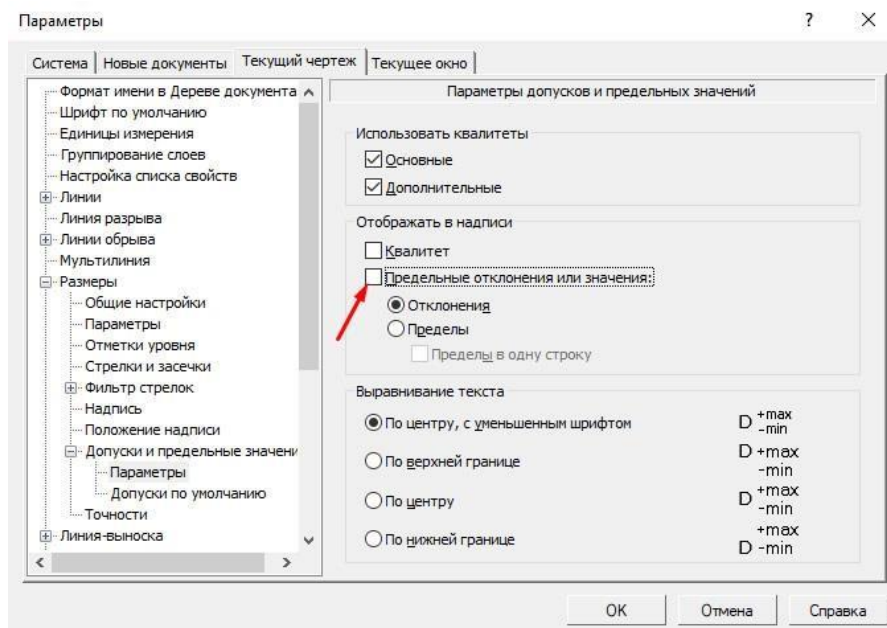 Параметры
?
Система
Новые документы
Текущий чертеж
Текущее окно
Формат имени в Дереве документа
Шрифт по умолчанию
Единицы измерения
Группирование слоев
Настройка списка свойств
Линии
Линия разрыва
Линии обрыва
Мультилиния
Размеры
Общие настройки
Параметры
Отметки уровня
Стрелки и засечки
Фильтр стрелок
Надпись
Положение надписи
Допуски и предельные значени
Параметры
Допуски по умолчанию
Точности
Линия-выноска
Параметры допусков и предельных значений
Использовать квалитеты
Основные
Дополнительные
Отображать в надписи
Квалитет
Предельные отклонения или значения:
Отклонения
Пределы
Пределы в одну строку
Выравнивание текста
По центру, с уменьшенным шрифтом
D +max
-min
По верхней границе
D +max
-min
По центру
D +max
-min
По нижней границе
+max
D -min
OK
Отмена
Справка